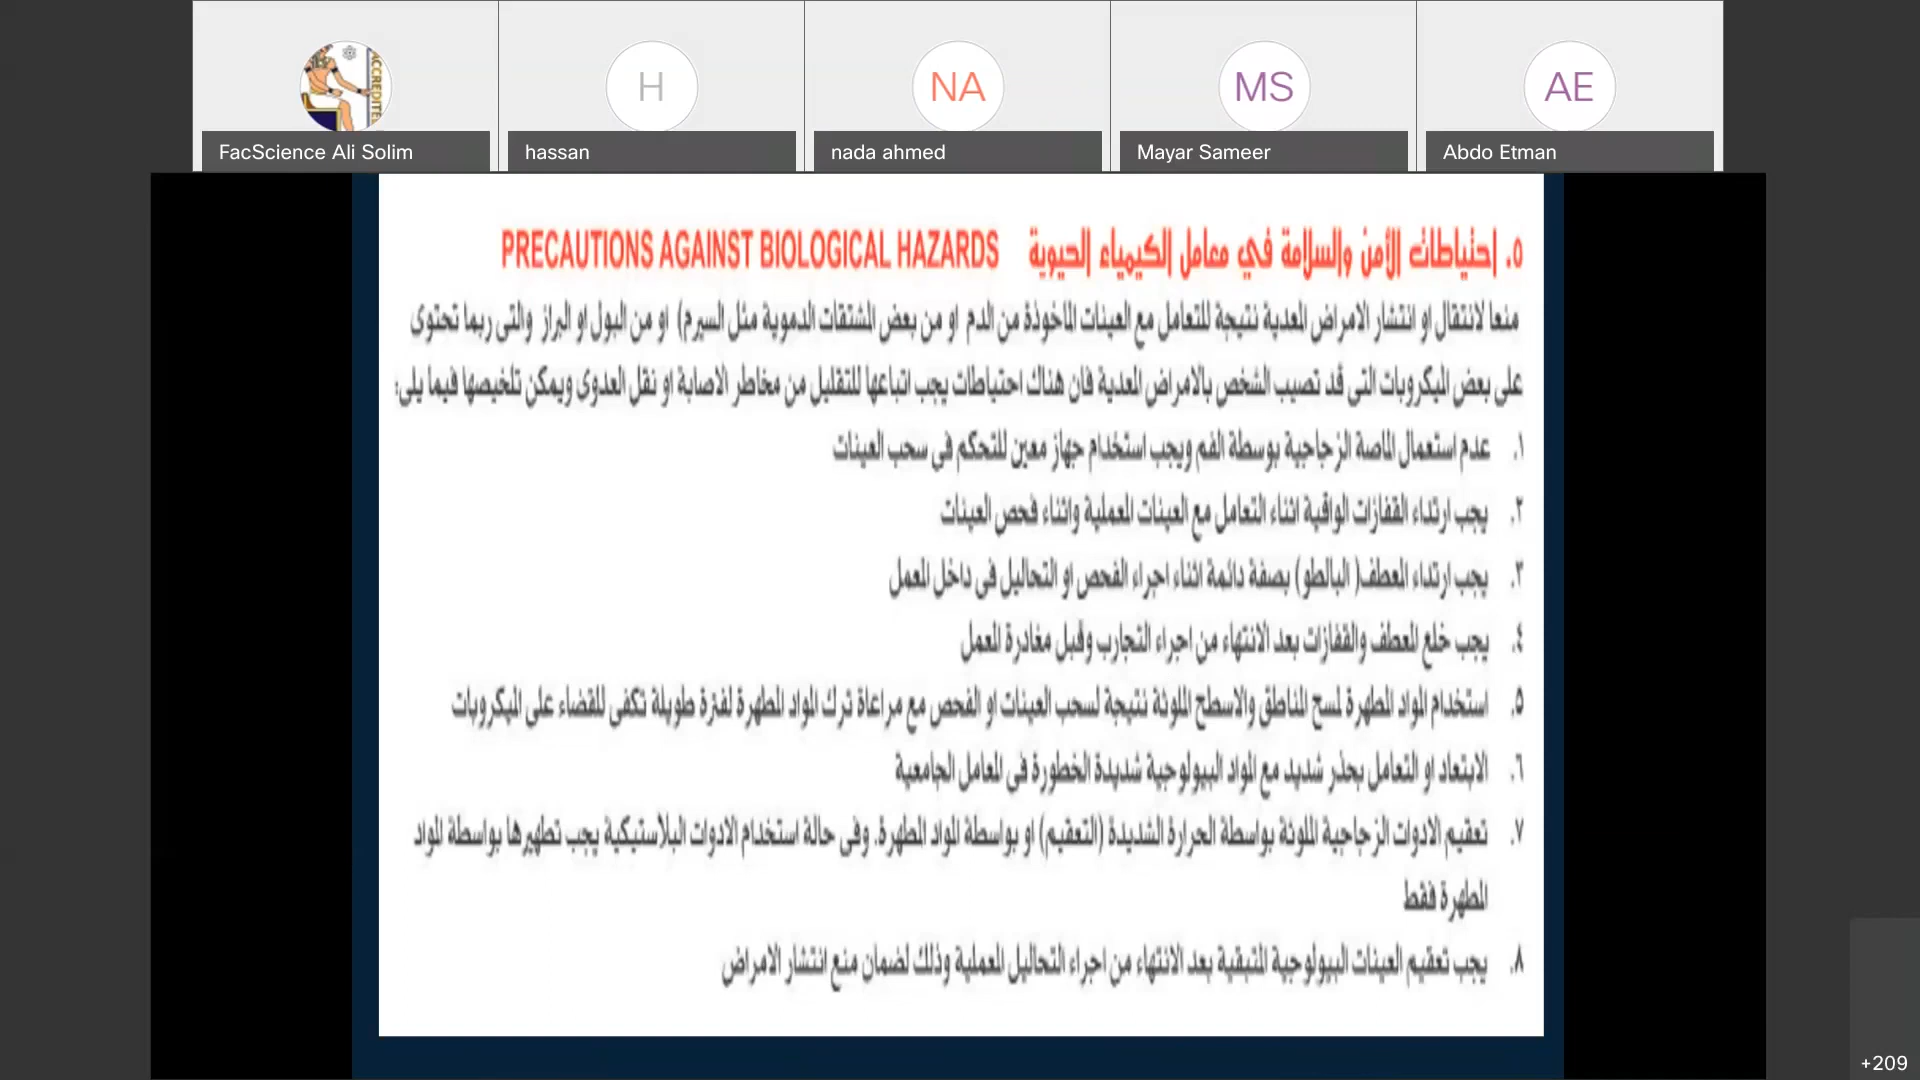 H
NA
MS
AE
ACCREDITED
FacScience Ali Solim
hassan
nada ahmed
Mayar Sameer
Abdo Etman
٥. إحتياطات الأمن والسلامة في معامل الكيمياء الحيوية PRECAUTIONS AGAINST BIOLOGICAL HAZARDS
منعا لانتقال او انتشار الامراض المعدية نتيجة للتعامل مع العينات المأخوذة من الدم او من بعض المشتقات الدموية مثل السيرم) او من البول او البراز والتى ربما تحتوى
على بعض الميكروبات التى قد تصيب الشخص بالامراض المعدية فان هناك احتياطات يجب اتباعها للتقليل من مخاطر الاصابة او نقل العدوى ويمكن تلخيصها فيما يلى:
١. عدم استعمال الماصة الزجاجية بوسطة الفم ويجب استخدام جهاز معين للتحكم فى سحب العينات
٢. يجب ارتداء القفازات الواقية اثناء التعامل مع العينات المعملية واثناء فحص العينات
٣. يجب ارتداء المعطف( البالطو) بصفة دائمة اثناء اجراء الفحص او التحاليل فى داخل المعمل
٤. يجب خلع المعطف والقفازات بعد الانتهاء من اجراء التجارب وقبل مغادرة المعمل
٥. استخدام المواد المطهرة لمسح المناطق والاسطح الملوثة نتيجة لسحب العينات او الفحص مع مراعاة ترك المواد المطهرة لفترة طويلة تكفى للقضاء على الميكروبات
٦. الابتعاد او التعامل بحذر شديد مع المواد البيولوجية شديدة الخطورة فى المعامل الجامعية
٧. تعقيم الادوات الزجاجية الملوثة بواسطة الحرارة الشديدة (التعقيم) او بواسطة المواد المطهرة. وفى حالة استخدام الادوات البلاستيكية يجب تطهيرها بواسطة المواد
المطهرة فقط
٨. يجب تعقيم العينات البيولوجية المتبقية بعد الانتهاء من اجراء التحاليل المعملية وذلك لضمان منع انتشار الامراض
+209